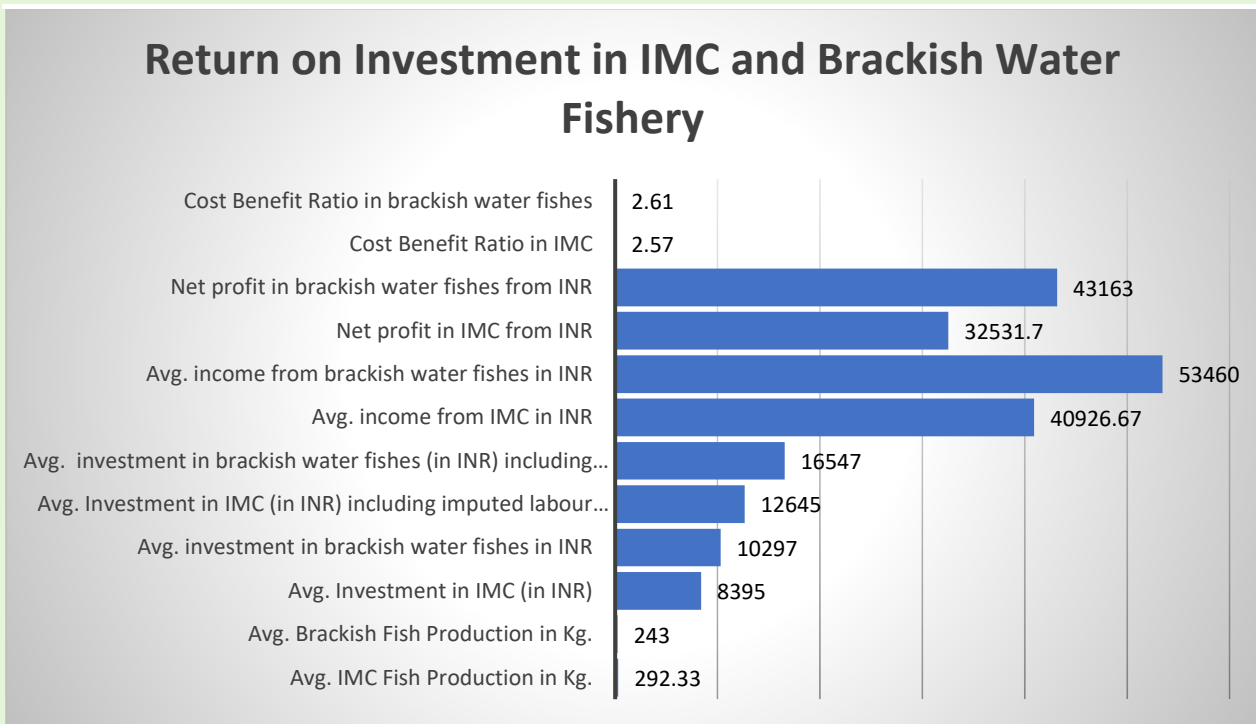 Return on Investment in IMC and Brackish Water
Fishery
Cost Benefit Ratio in brackish water fishes 2.61
Cost Benefit Ratio in IMC 2.57
Net profit in brackish water fishes from INR 43163
Net profit in IMC from INR 32531.7
Avg. income from brackish water fishes in INR 53460
Avg. income from IMC in INR 40926.67
Avg. investment in brackish water fishes (in INR) including... 16547
Avg. Investment in IMC (in INR) including imputed labour... 12645
Avg. investment in brackish water fishes in INR 10297
Avg. Investment in IMC (in INR) 8395
Avg. Brackish Fish Production in Kg. 243
Avg. IMC Fish Production in Kg. 292.33